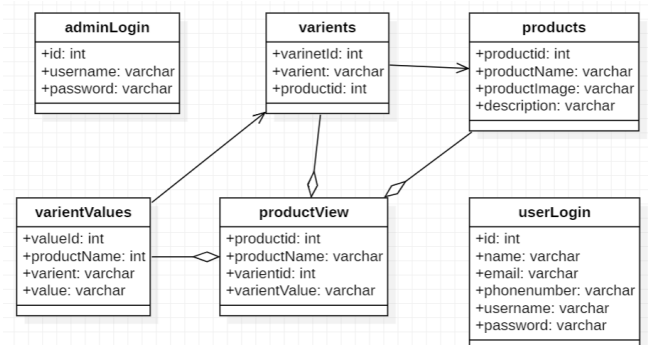 adminLogin
+id: int
+username: varchar
+password: varchar
varients
+varinetId: int
+varient: varchar
+productid: int
products
+productid: int
+productName: varchar
+productImage: varchar
+description: varchar
varientValues
+valueId: int
+productName: int
+varient: varchar
+value: varchar
productView
+productid: int
+productName: varchar
+varientid: int
+varientValue: varchar
userLogin
+id: int
+name: varchar
+email: varchar
+phonenumber: varchar
+username: varchar
+password: varchar